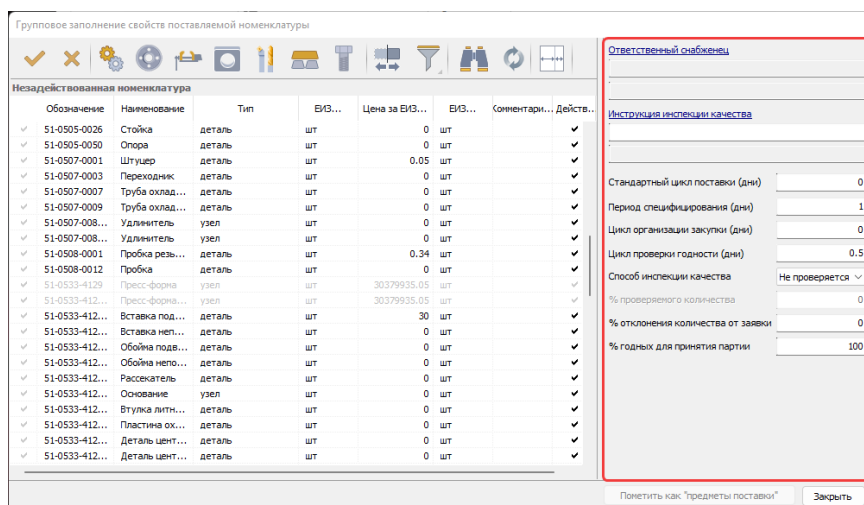 Групповое заполнение свойств поставляемой номенклатуры
Незадействованная номенклатура
Обозначение Наименование Тип ЕИЗ... Цена за ЕИЗ... ЕИЗ... Комментари... Действ...
51-0505-0026 Стойка деталь шт 0 шт
51-0505-0050 Опора деталь шт 0 шт
51-0507-0001 Штуцер деталь шт 0.05 шт
51-0507-0003 Переходник деталь шт 0 шт
51-0507-0007 Труба охлад... деталь шт 0 шт
51-0507-0009 Труба охлад... деталь шт 0 шт
51-0507-008... Удлинитель узел шт 0 шт
51-0507-008... Удлинитель узел шт 0 шт
51-0508-0001 Пробка резь... деталь шт 0.34 шт
51-0508-0012 Пробка деталь шт 0 шт
51-0533-4129 Пресс-форма узел шт 30379935.05 шт
51-0533-412... Пресс-форма... узел шт 30379935.05 шт
51-0533-412... Вставка под... деталь шт 30 шт
51-0533-412... Вставка неп... деталь шт 0 шт
51-0533-412... Обойма подв... деталь шт 0 шт
51-0533-412... Обойма непо... деталь шт 0 шт
51-0533-412... Рассекатель деталь шт 0 шт
51-0533-412... Основание узел шт 0 шт
51-0533-412... Втулка литн... деталь шт 0 шт
51-0533-412... Пластина ох... деталь шт 0 шт
51-0533-412... Деталь цент... деталь шт 0 шт
51-0533-412... Деталь цент... деталь шт 0 шт
Ответственный снабженец
Инструкция инспекции качества
Стандартный цикл поставки (дни) 0
Период специфицирования (дни) 1
Цикл организации закупки (дни) 0
Цикл проверки годности (дни) 0.5
Способ инспекции качества Не проверяется
% проверяемого количества 0
% отклонения количества от заявки 0
% годных для принятия партии 100
Пометить как "предметы поставки" Закрыть